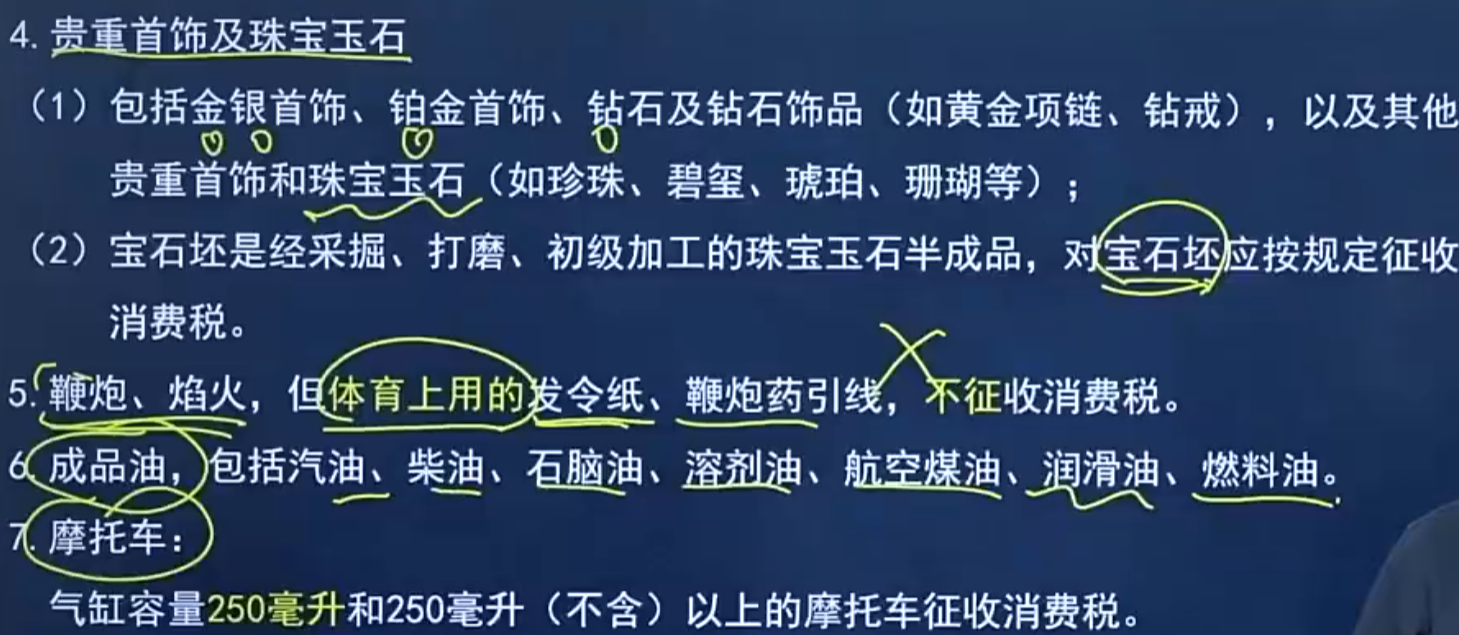 4. 贵重首饰及珠宝玉石
（1）包括金银首饰、铂金首饰、钻石及钻石饰品（如黄金项链、钻戒），以及其他
贵重首饰和珠宝玉石（如珍珠、碧玺、琥珀、珊瑚等）；
（2）宝石坯是经采掘、打磨、初级加工的珠宝玉石半成品，对宝石坯应按规定征收
消费税。
5. 鞭炮、焰火，但体育上用的发令纸、鞭炮药引线，不征收消费税。
6. 成品油，包括汽油、柴油、石脑油、溶剂油、航空煤油、润滑油、燃料油。
7. 摩托车：
气缸容量250毫升和250毫升（不含）以上的摩托车征收消费税。